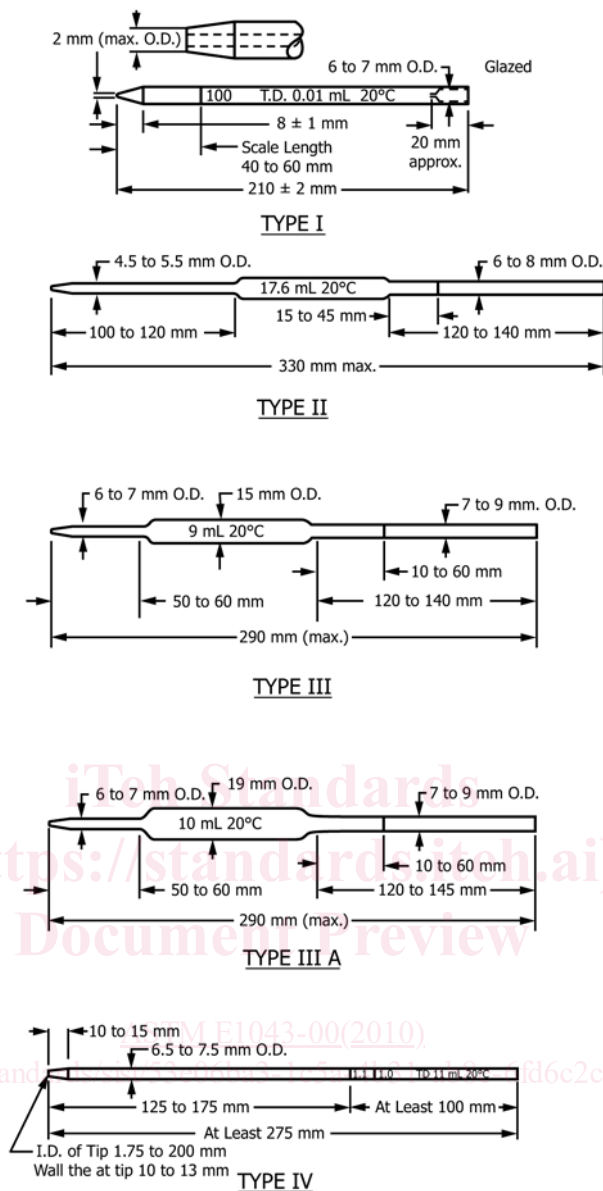 2 mm (max. O.D.)
6 to 7 mm O.D.
Glazed
100 T.D. 0.01 mL 20°C
8 ± 1 mm
Scale Length
40 to 60 mm
20 mm
approx.
210 ± 2 mm
TYPE I
4.5 to 5.5 mm O.D.
6 to 8 mm O.D.
17.6 mL 20°C
15 to 45 mm
100 to 120 mm
120 to 140 mm
330 mm max.
TYPE II
6 to 7 mm O.D.
15 mm O.D.
7 to 9 mm. O.D.
9 mL 20°C
10 to 60 mm
50 to 60 mm
120 to 140 mm
290 mm (max.)
TYPE III
iTeh Standards
19 mm O.D.
6 to 7 mm O.D.
7 to 9 mm O.D.
10 mL 20°C
ttps://standards.iteh.ai
10 to 60 mm
50 to 60 mm
120 to 145 mm
290 mm (max.)
Document Preview
TYPE III A
10 to 15 mm
ASTM E1043-00(2010)
6.5 to 7.5 mm O.D.
1.1 1.0 TD 11 mL 20°C
125 to 175 mm
At Least 100 mm
At Least 275 mm
I.D. of Tip 1.75 to 200 mm
Wall the at tip 10 to 13 mm
TYPE IV